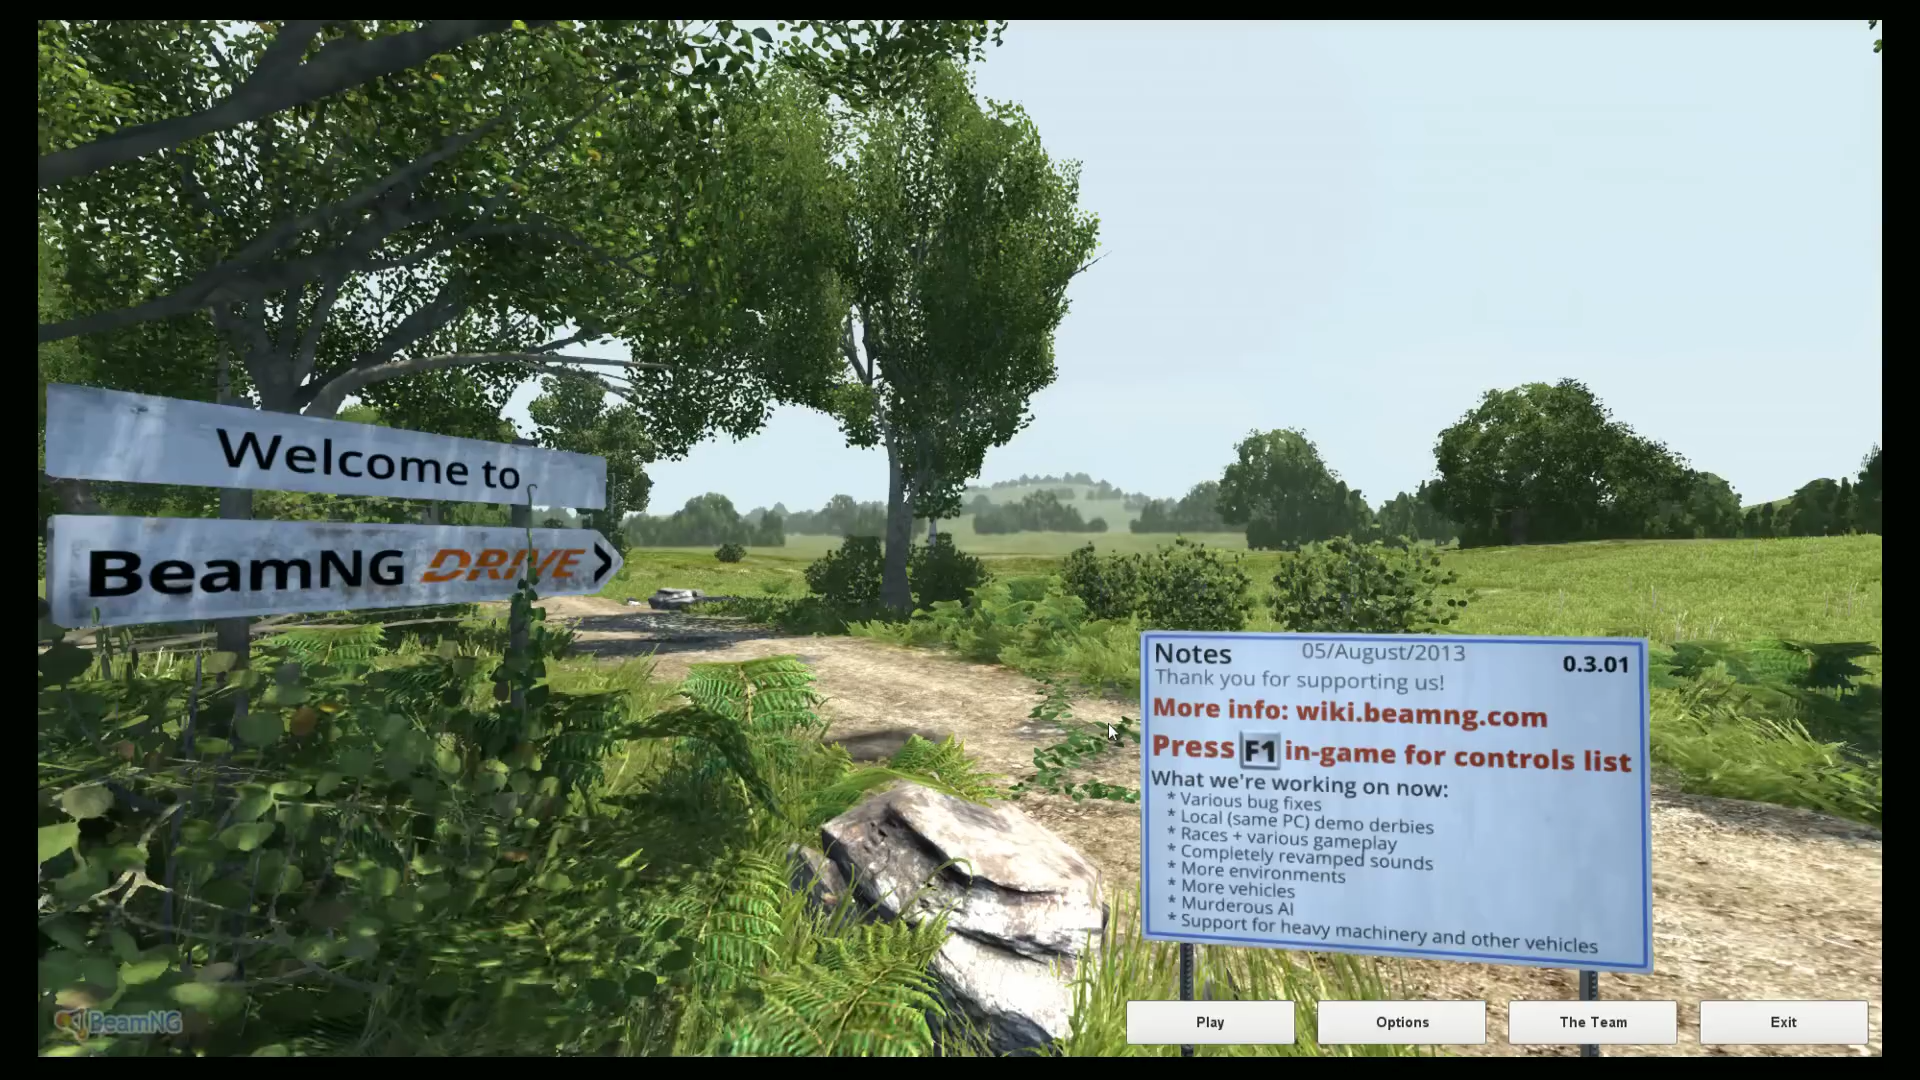 Welcome to
BeamNG DRIVE
Notes 05/August/2013 0.3.01
Thank you for supporting us!
More info: wiki.beamng.com
Press F1 in-game for controls list
What we're working on now:
* Various bug fixes
* Local (same PC) demo derbies
* Races + various gameplay
* Completely revamped sounds
* More environments
* More vehicles
* Murderous AI
* Support for heavy machinery and other vehicles
BeamNG
Play Options The Team Exit